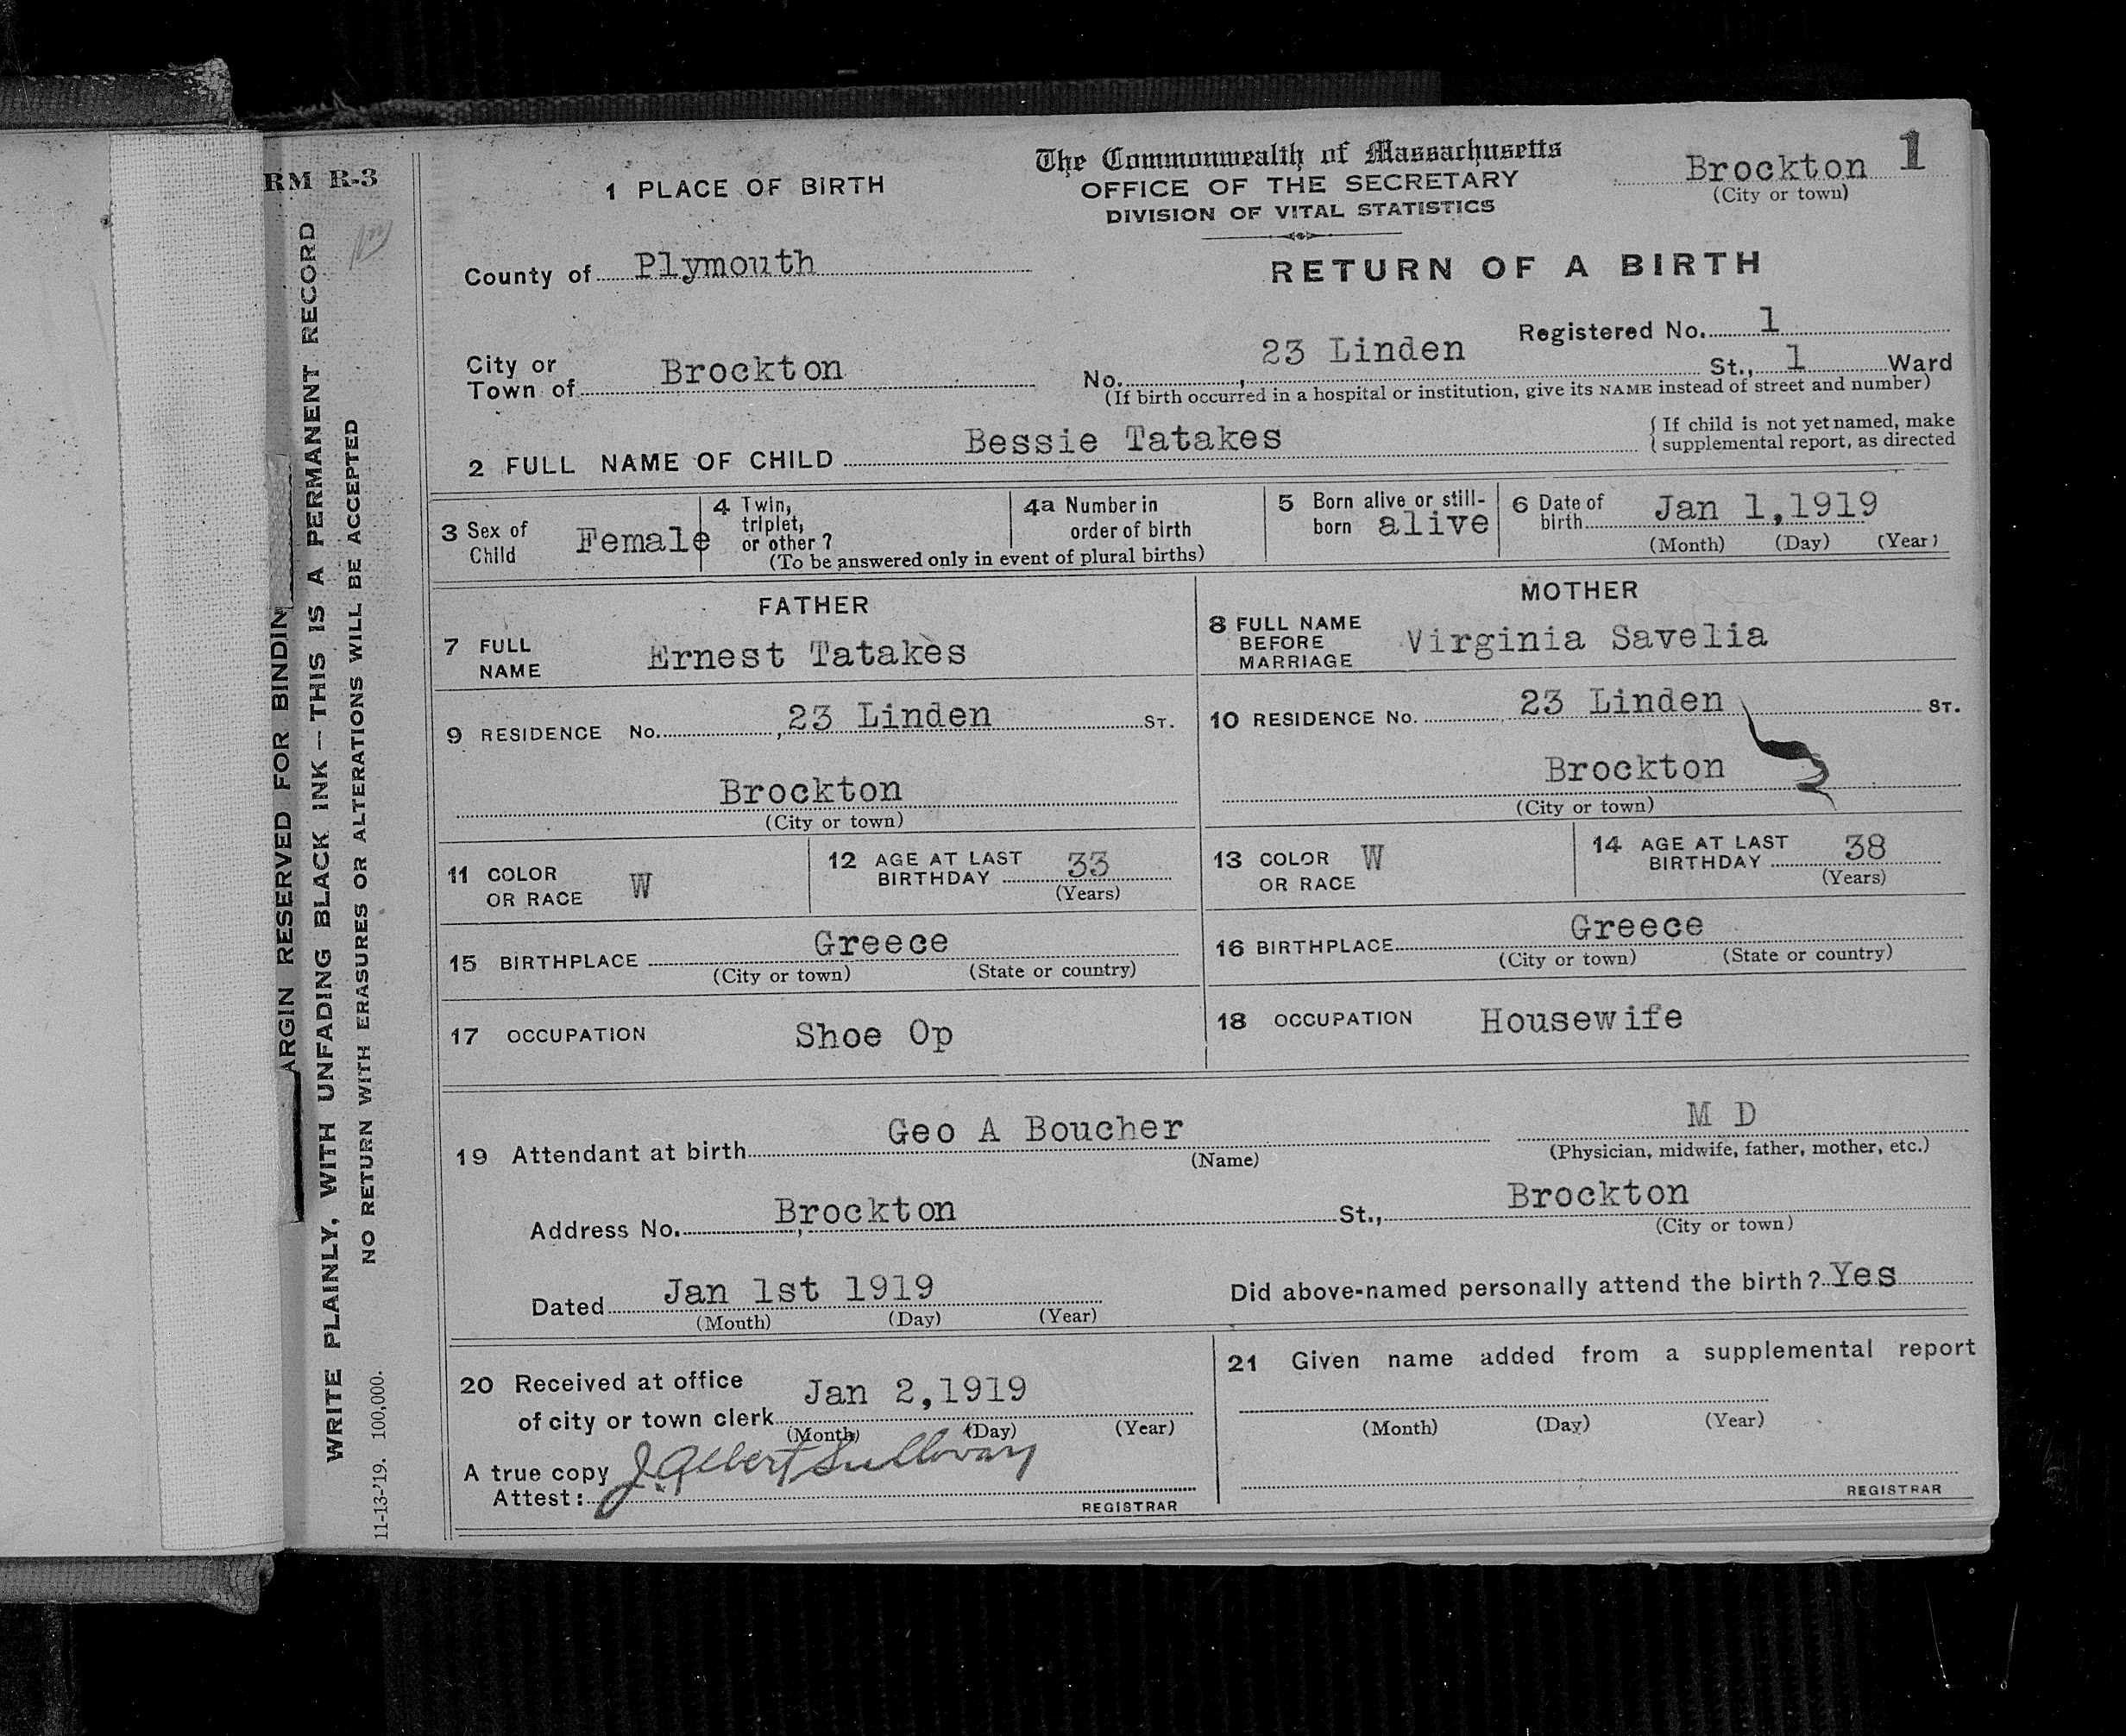 RM R-3
ARGIN RESERVED FOR BINDIN
WRITE PLAINLY, WITH UNFADING BLACK INK — THIS IS A PERMANENT RECORD
NO RETURN WITH ERASURES OR ALTERATIONS WILL BE ACCEPTED
11-13-'19. 100,000.
The Commonwealth of Massachusetts
OFFICE OF THE SECRETARY
DIVISION OF VITAL STATISTICS
Brockton 1
(City or town)
1 PLACE OF BIRTH
RETURN OF A BIRTH
County of Plymouth
Registered No. 1
City or
Town of Brockton
No. , 23 Linden St., 1 Ward
(If birth occurred in a hospital or institution, give its NAME instead of street and number)
2 FULL NAME OF CHILD Bessie Tatakes
{ If child is not yet named, make
supplemental report, as directed
3 Sex of
Child Female
4 Twin,
triplet,
or other ?
4a Number in
order of birth
(To be answered only in event of plural births)
5 Born alive or still-
born alive
6 Date of
birth Jan 1,1919
(Month) (Day) (Year)
FATHER
7 FULL
NAME Ernest Tatakes
MOTHER
8 FULL NAME
BEFORE
MARRIAGE Virginia Savelia
9 RESIDENCE No. , 23 Linden ST.
Brockton
(City or town)
10 RESIDENCE No. 23 Linden ST.
Brockton
(City or town)
11 COLOR
OR RACE W
12 AGE AT LAST
BIRTHDAY 33
(Years)
13 COLOR
OR RACE W
14 AGE AT LAST
BIRTHDAY 38
(Years)
15 BIRTHPLACE Greece
(City or town) (State or country)
16 BIRTHPLACE Greece
(City or town) (State or country)
17 OCCUPATION Shoe Op
18 OCCUPATION Housewife
19 Attendant at birth Geo A Boucher M D
(Name) (Physician, midwife, father, mother, etc.)
Address No. , Brockton St., Brockton
(City or town)
Dated Jan 1st 1919
(Month) (Day) (Year)
Did above-named personally attend the birth? Yes
20 Received at office
of city or town clerk Jan 2,1919
(Month) (Day) (Year)
A true copy
Attest: J. Albert Sullivan
REGISTRAR
21 Given name added from a supplemental report
(Month) (Day) (Year)
REGISTRAR